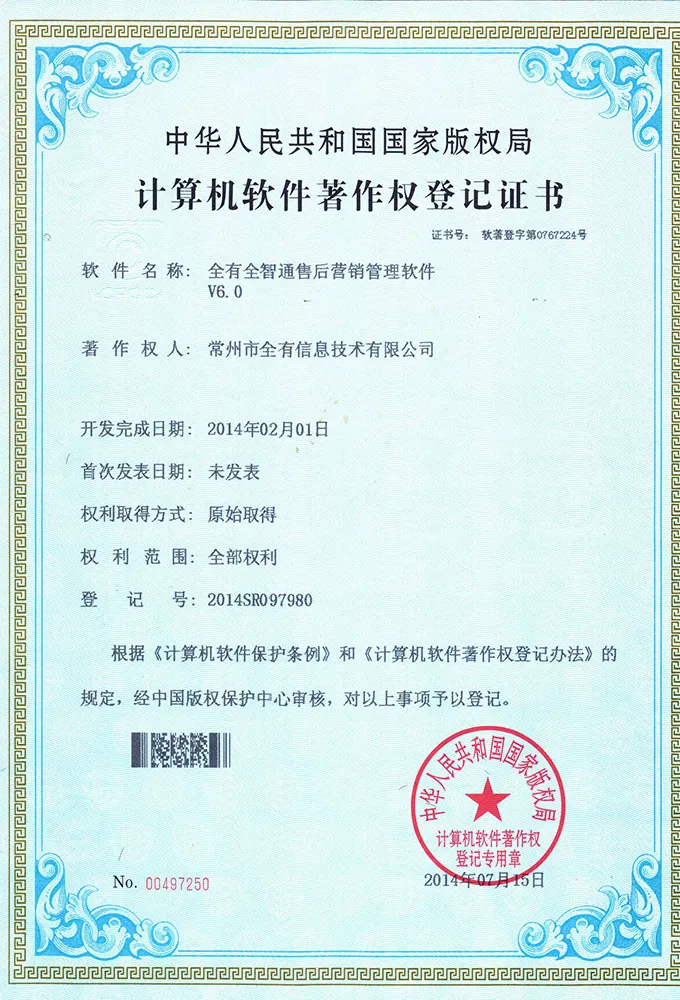 中华人民共和国国家版权局
计算机软件著作权登记证书
证书号： 软著登字第0767224号
软件名称： 全有全智通售后营销管理软件
V6.0
著作权人： 常州市全有信息技术有限公司
开发完成日期： 2014年02月01日
首次发表日期： 未发表
权利取得方式： 原始取得
权利范围： 全部权利
登记号： 2014SR097980
根据《计算机软件保护条例》和《计算机软件著作权登记办法》的
规定，经中国版权保护中心审核，对以上事项予以登记。
中华人民共和国国家版权局
计算机软件著作权
登记专用章
No. 00497250
2014年07月15日